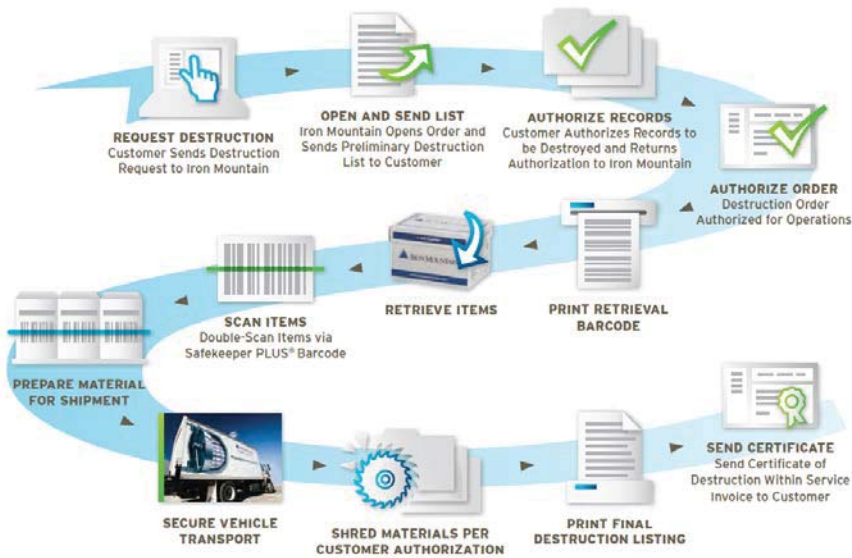 REQUEST DESTRUCTION
Customer Sends Destruction
Request to Iron Mountain
OPEN AND SEND LIST
Iron Mountain Opens Order and
Sends Preliminary Destruction
List to Customer
AUTHORIZE RECORDS
Customer Authorizes Records to
be Destroyed and Returns
Authorization to Iron Mountain
AUTHORIZE ORDER
Destruction Order
Authorized for Operations
PRINT RETRIEVAL
BARCODE
IRON MOUNTAIN
RETRIEVE ITEMS
SCAN ITEMS
Double-Scan Items via
Safekeeper PLUS® Barcode
PREPARE MATERIAL
FOR SHIPMENT
SECURE VEHICLE
TRANSPORT
SHRED MATERIALS PER
CUSTOMER AUTHORIZATION
PRINT FINAL
DESTRUCTION LISTING
SEND CERTIFICATE
Send Certificate of
Destruction Within Service
Invoice to Customer